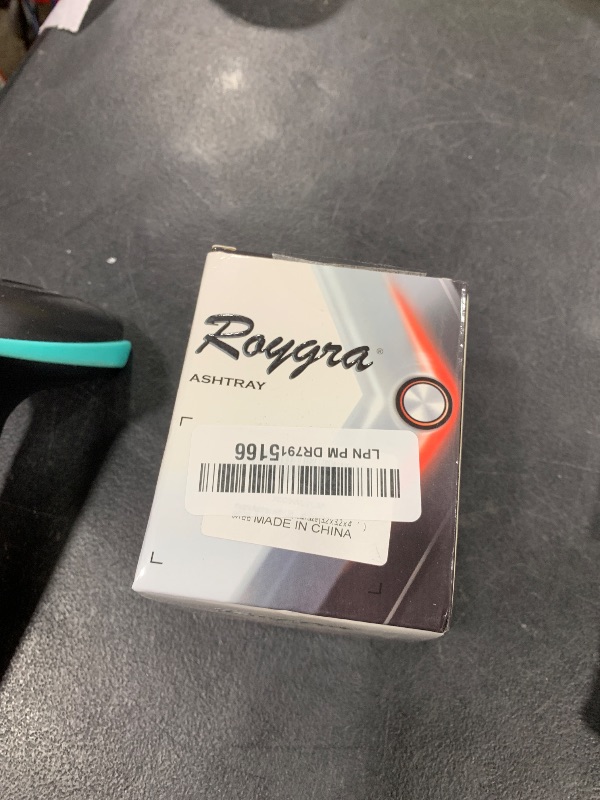 Roygra®
ASHTRAY
LPN PM DR7915166
MADE IN CHINA